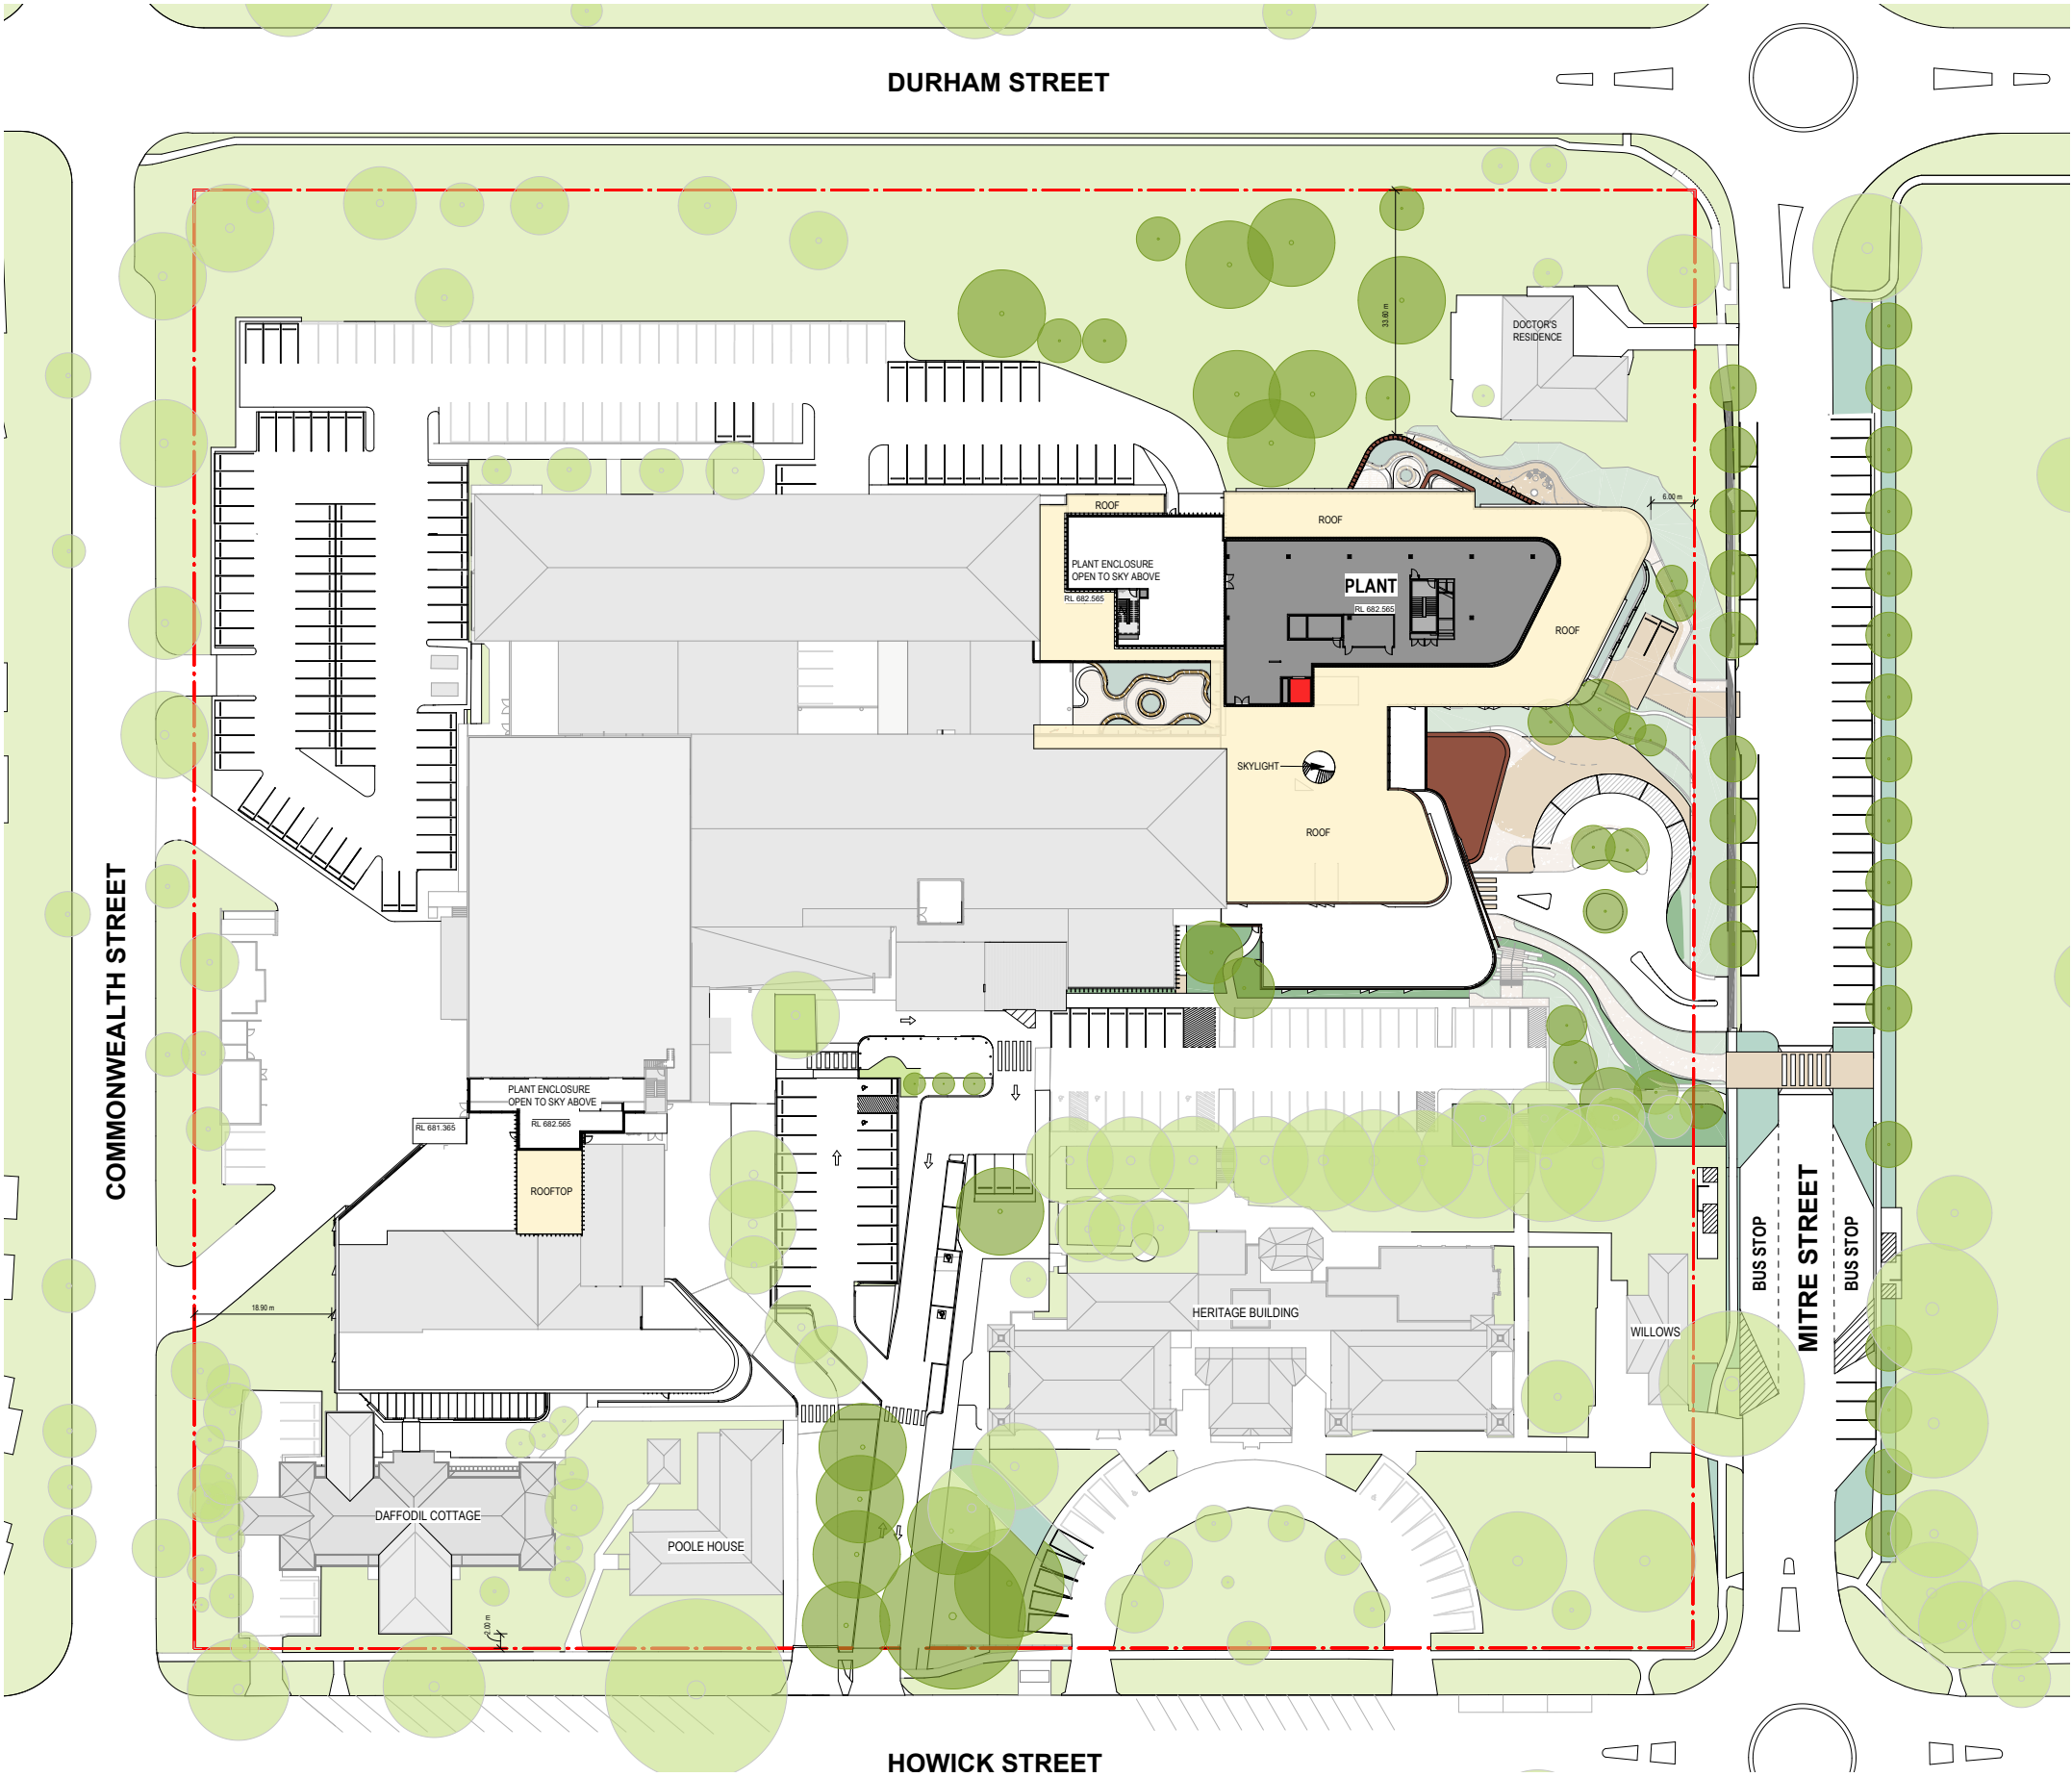 DURHAM STREET
33.60 m
DOCTOR'S
RESIDENCE
6.00 m
ROOF
ROOF
PLANT ENCLOSURE
OPEN TO SKY ABOVE
RL 682.565
PLANT
RL 682.565
ROOF
SKYLIGHT
ROOF
COMMONWEALTH STREET
PLANT ENCLOSURE
OPEN TO SKY ABOVE
RL 681.365
RL 682.565
ROOFTOP
BUS STOP
MITRE STREET
BUS STOP
18.90 m
HERITAGE BUILDING
WILLOWS
DAFFODIL COTTAGE
POOLE HOUSE
2.00 m
HOWICK STREET